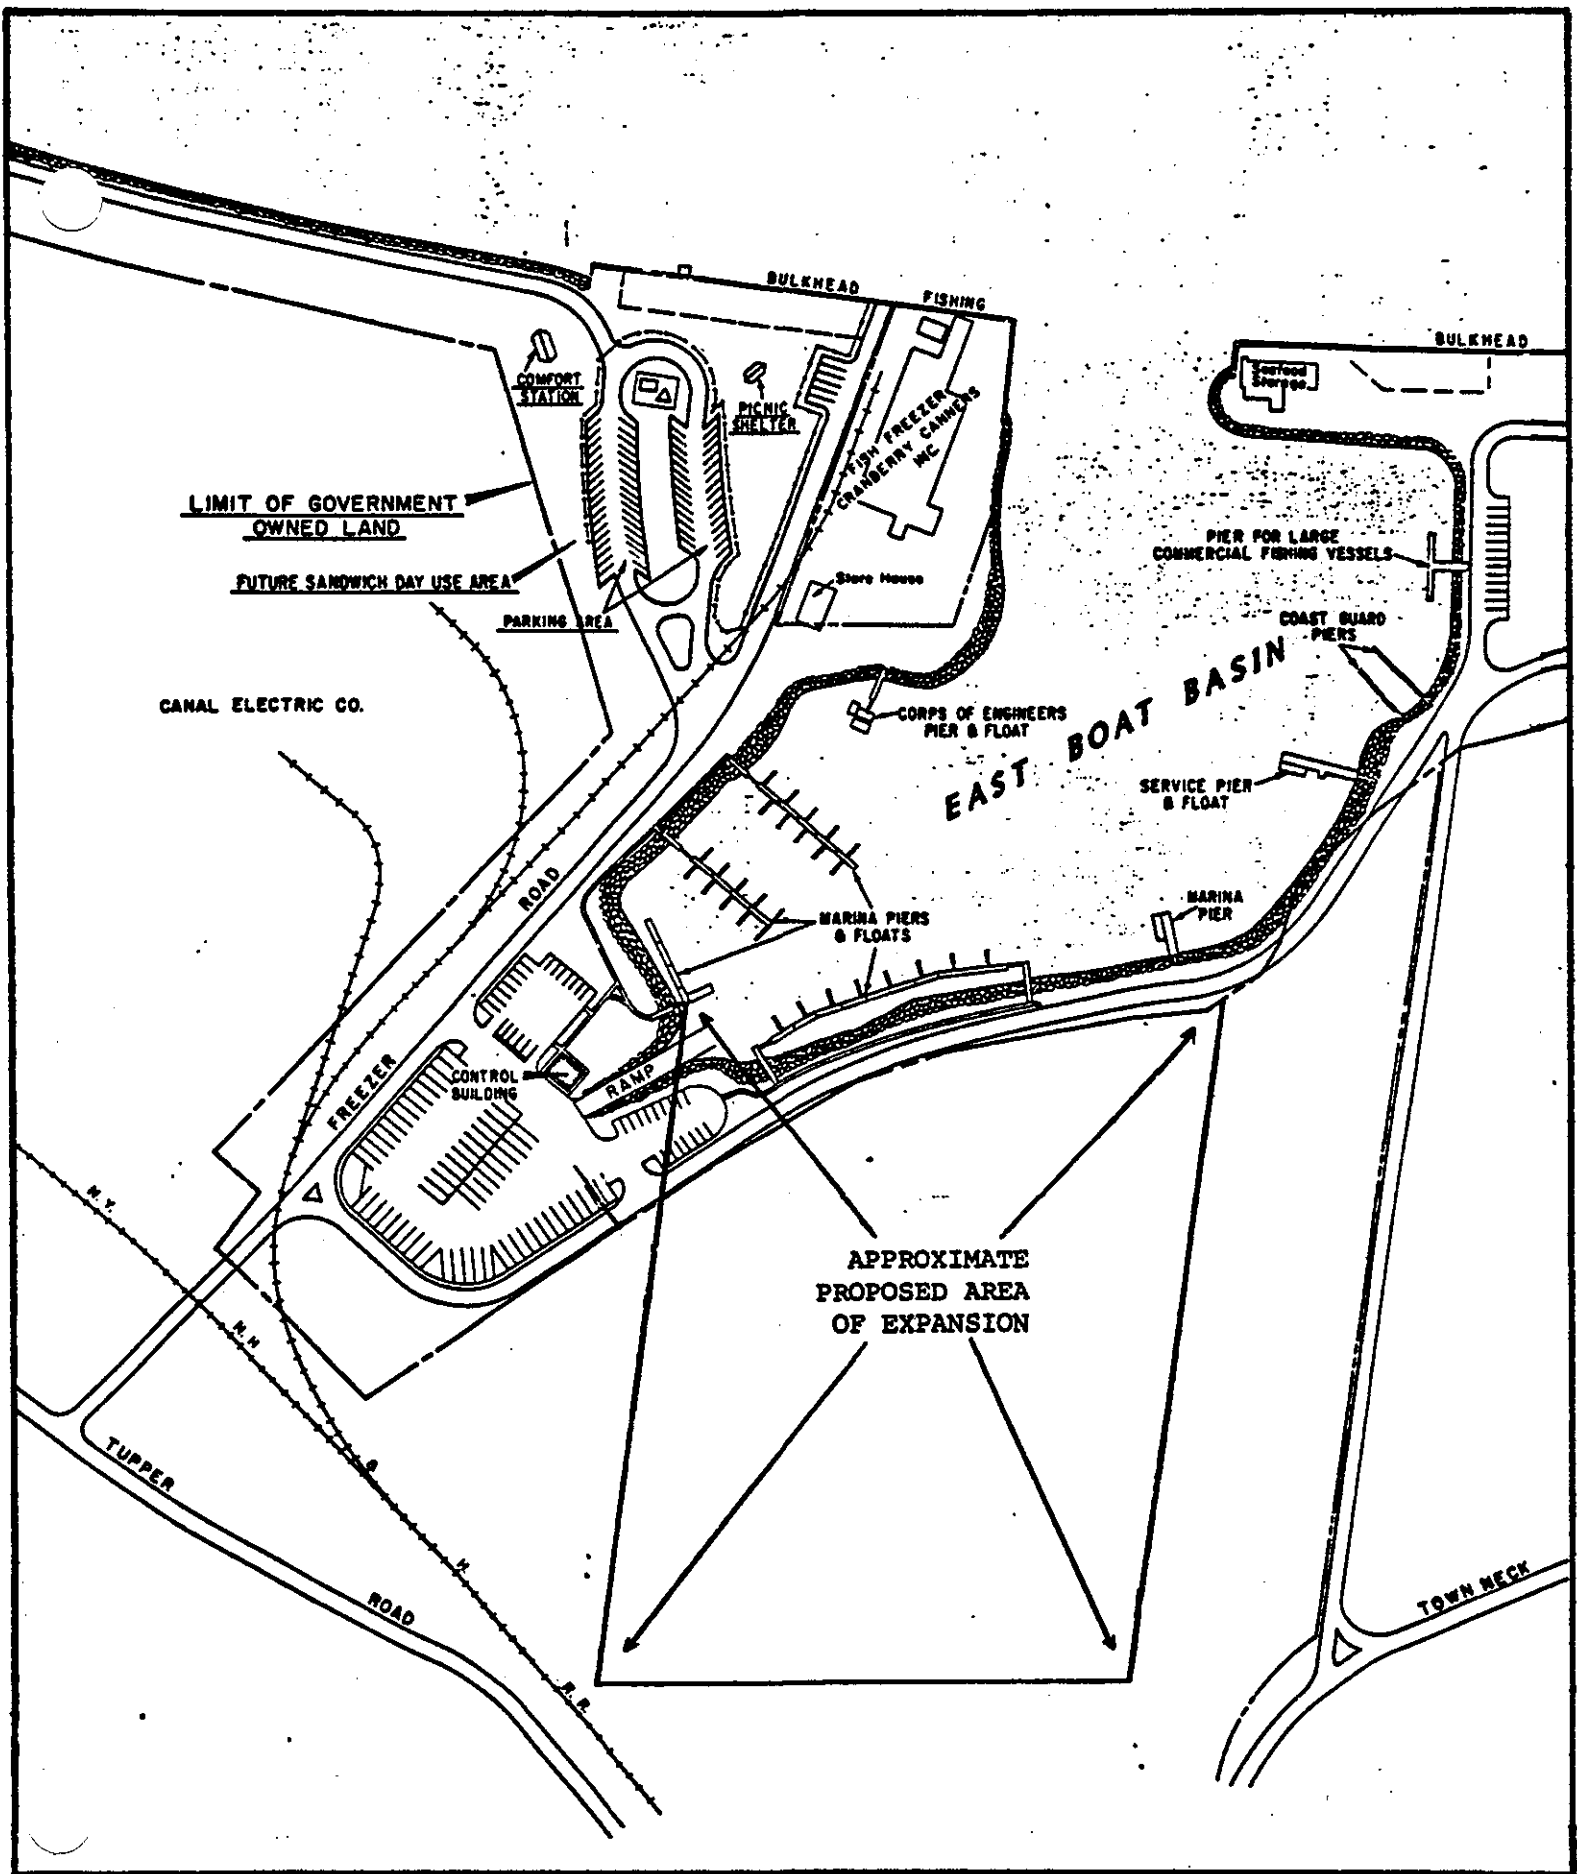 BULKHEAD
FISHING
BULKHEAD
Seafood
Storage
COMFORT
STATION
PICNIC
SHELTER
FISH FREEZER
CRANBERRY CANNERS
INC.
LIMIT OF GOVERNMENT
OWNED LAND
FUTURE SANDWICH DAY USE AREA
PARKING AREA
Store House
PIER FOR LARGE
COMMERCIAL FISHING VESSELS
COAST GUARD
PIERS
CANAL ELECTRIC CO.
CORPS OF ENGINEERS
PIER & FLOAT
EAST BOAT BASIN
SERVICE PIER
& FLOAT
MARINA PIERS
& FLOATS
MARINA
PIER
FREEZER ROAD
CONTROL
BUILDING
RAMP
N.Y. N.H & H. R.R.
APPROXIMATE
PROPOSED AREA
OF EXPANSION
TUPPER ROAD
TOWN NECK